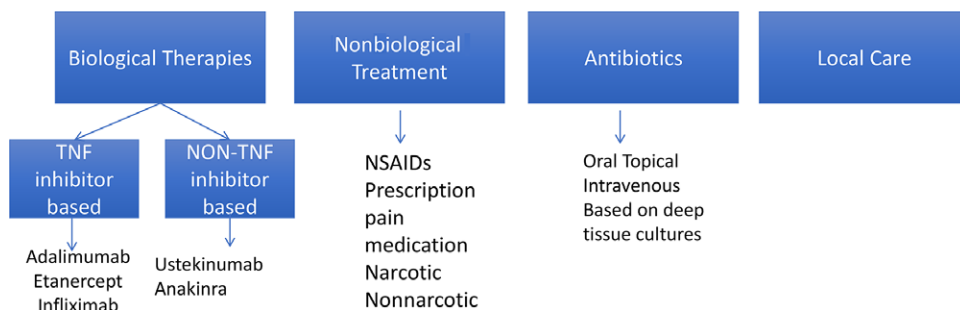 Biological Therapies
Nonbiological
Treatment
Antibiotics
Local Care
TNF
inhibitor
based
NON-TNF
inhibitor
based
Adalimumab
Etanercept
Infliximab
Ustekinumab
Anakinra
NSAIDs
Prescription
pain
medication
Narcotic
Nonnarcotic
Oral Topical
Intravenous
Based on deep
tissue cultures